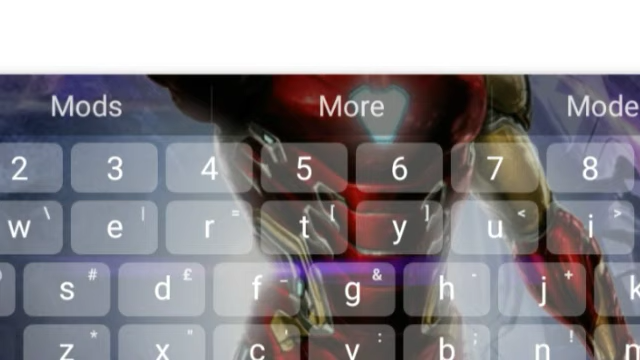 Mods More Mode
2 3 4 5 6 7 8
w \ e | r = t [ y ] u < i >
s # d £ f _ g & h - j + k
z * x " c ' v : b ; n ! m